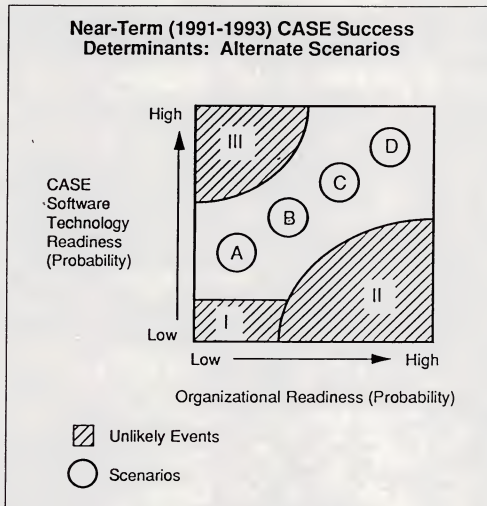 Near-Term (1991-1993) CASE Success
Determinants: Alternate Scenarios
High
III
D
CASE
Software
Technology
Readiness
(Probability)
C
B
A
II
I
Low
Low
High
Organizational Readiness (Probability)
Unlikely Events
Scenarios